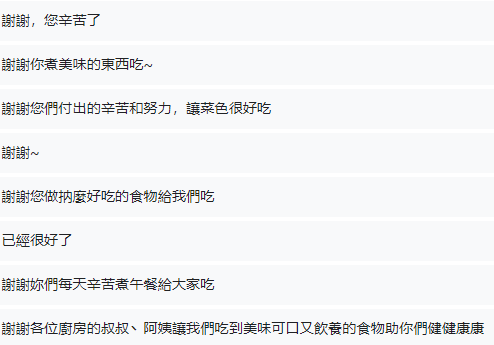 謝謝，您辛苦了
謝謝你煮美味的東西吃~
謝謝您們付出的辛苦和努力，讓菜色很好吃
謝謝~
謝謝您做抐麼好吃的食物給我們吃
已經很好了
謝謝妳們每天辛苦煮午餐給大家吃
謝謝各位廚房的叔叔、阿姨讓我們吃到美味可口又飲養的食物助你們健健康康